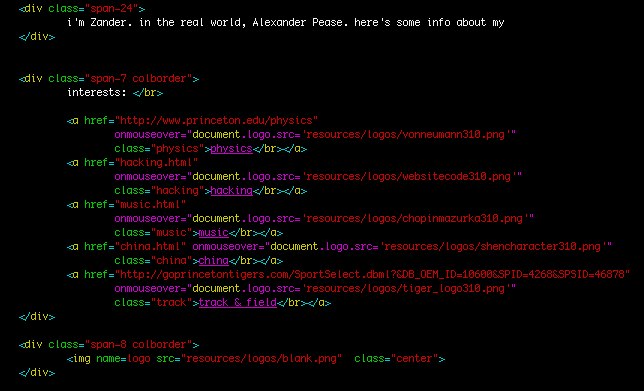 <div class="span-24">
i'm Zander. in the real world, Alexander Pease. here's some info about my
</div>
<div class="span-7 colborder">
interests: </br>
<a href="http://www.princeton.edu/physics"
onmouseover="document.logo.src='resources/logos/vonneumann310.png'"
class="physics">physics</br></a>
<a href="hacking.html"
onmouseover="document.logo.src='resources/logos/websitecode310.png'"
class="hacking">hacking</br></a>
<a href="music.html"
onmouseover="document.logo.src='resources/logos/chopinmazurka310.png'"
class="music">music</br></a>
<a href="china.html" onmouseover="document.logo.src='resources/logos/shencharacter310.png'"
class="china">china</br></a>
<a href="http://goprincetontigers.com/SportSelect.dbml?&DB_OEM_ID=10600&SPID=4268&SPSID=46878"
onmouseover="document.logo.src='resources/logos/tiger_logo310.png'"
class="track">track & field</br></a>
</div>
<div class="span-8 colborder">
<img name=logo src="resources/logos/blank.png" class="center">
</div>